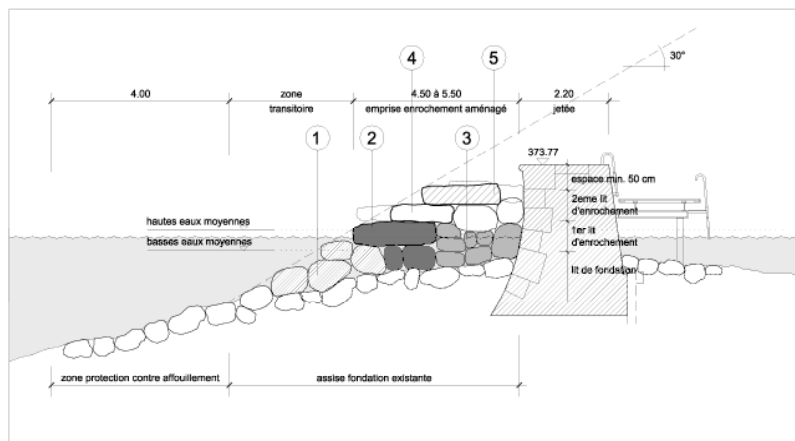 4
5
30°
4.00
zone
4.50 à 5.50
2.20
transitoire
emprise enrochement aménagé
jetée
1
2
3
373.77
espace min. 50 cm
2eme lit
d'enrochement
hautes eaux moyennes
1er lit
d'enrochement
basses eaux moyennes
lit de fondation
zone protection contre affouillement
assise fondation existante